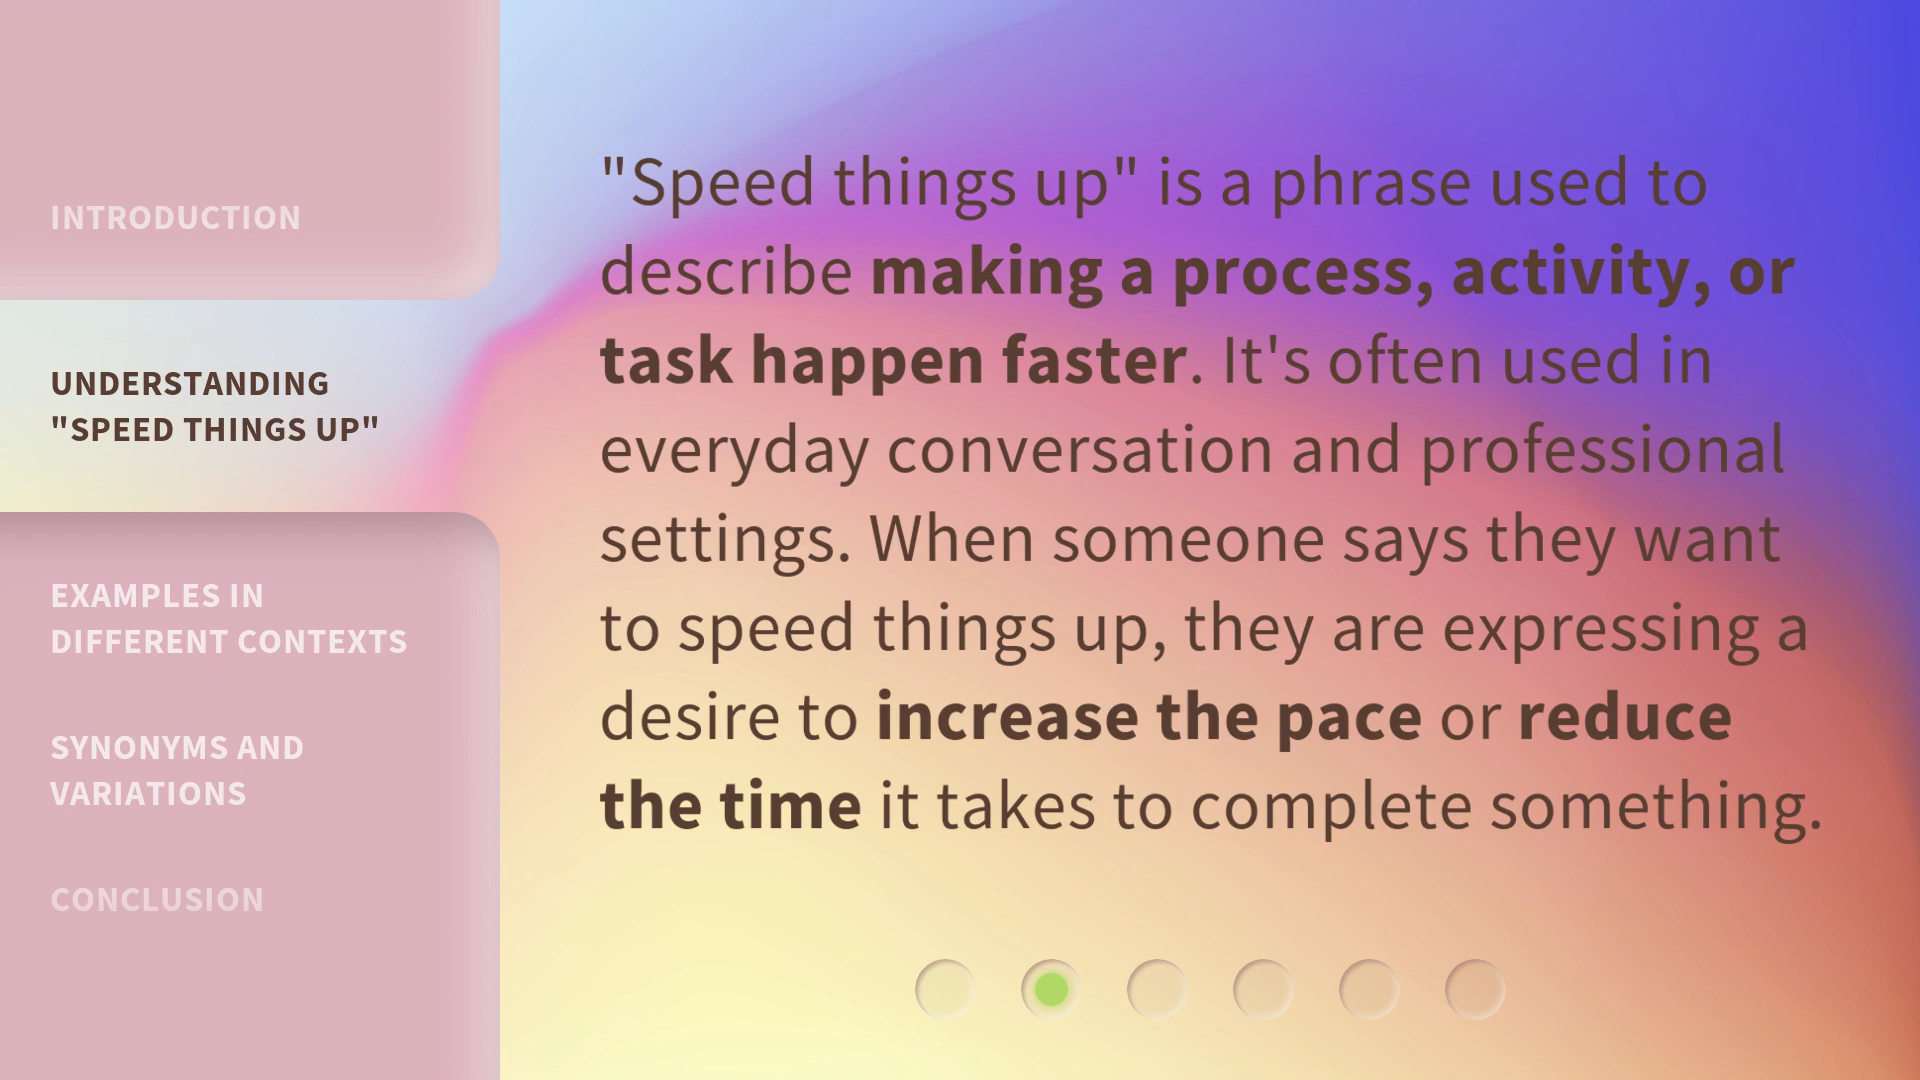 INTRODUCTION
UNDERSTANDING
"SPEED THINGS UP"
EXAMPLES IN
DIFFERENT CONTEXTS
SYNONYMS AND
VARIATIONS
CONCLUSION
"Speed things up" is a phrase used to
describe making a process, activity, or
task happen faster. It's often used in
everyday conversation and professional
settings. When someone says they want
to speed things up, they are expressing a
desire to increase the pace or reduce
the time it takes to complete something.